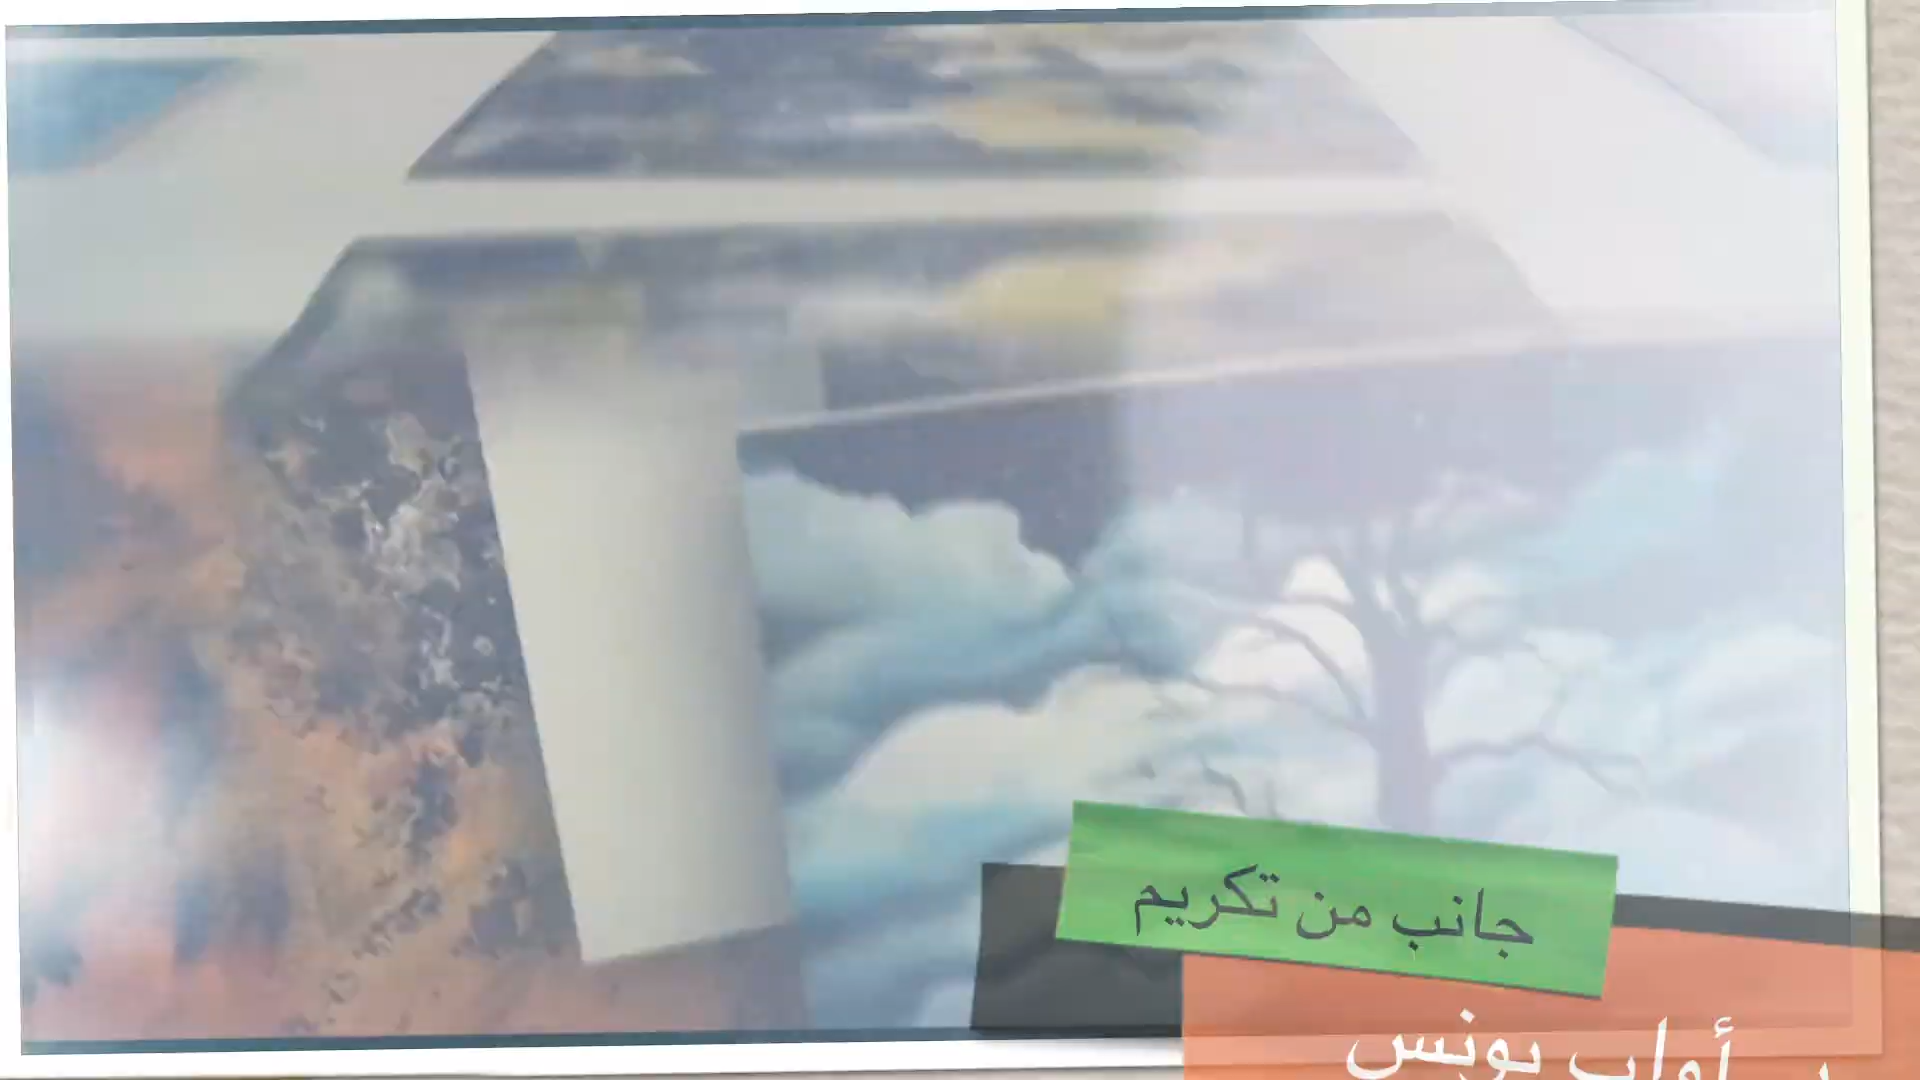 جانب من تكريم
أواب يونس